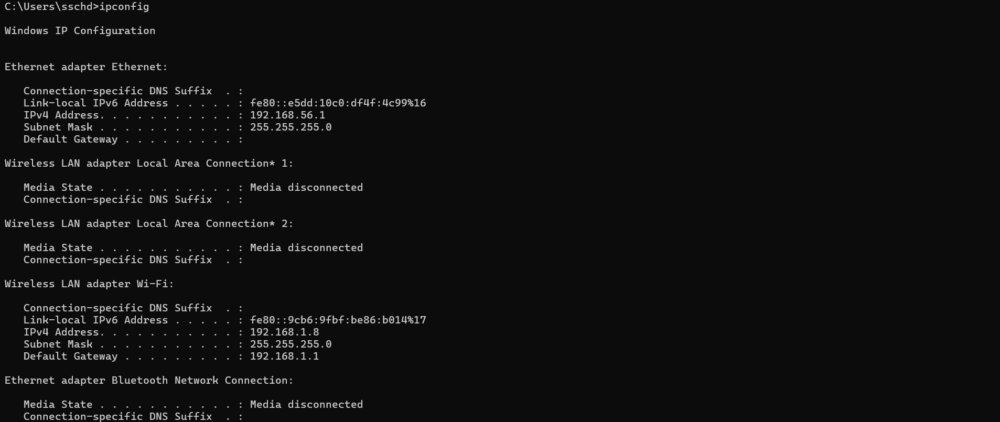 C:\Users\sschd>ipconfig
Windows IP Configuration
Ethernet adapter Ethernet:
Connection-specific DNS Suffix  . :
Link-local IPv6 Address . . . . . : fe80::e5dd:10c0:df4f:4c99%16
IPv4 Address. . . . . . . . . . . : 192.168.56.1
Subnet Mask . . . . . . . . . . . : 255.255.255.0
Default Gateway . . . . . . . . . :
Wireless LAN adapter Local Area Connection* 1:
Media State . . . . . . . . . . . : Media disconnected
Connection-specific DNS Suffix  . :
Wireless LAN adapter Local Area Connection* 2:
Media State . . . . . . . . . . . : Media disconnected
Connection-specific DNS Suffix  . :
Wireless LAN adapter Wi-Fi:
Connection-specific DNS Suffix  . :
Link-local IPv6 Address . . . . . : fe80::9cb6:9fbf:be86:b014%17
IPv4 Address. . . . . . . . . . . : 192.168.1.8
Subnet Mask . . . . . . . . . . . : 255.255.255.0
Default Gateway . . . . . . . . . : 192.168.1.1
Ethernet adapter Bluetooth Network Connection:
Media State . . . . . . . . . . . : Media disconnected
Connection-specific DNS Suffix  . :